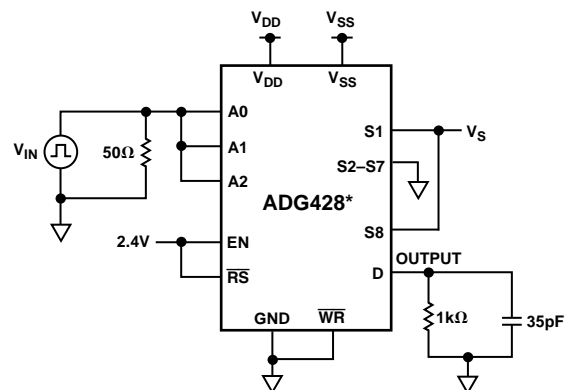 VDD
VSS
VDD
VSS
A0
S1
VS
VIN
50Ω
A1
S2–S7
A2
ADG428*
2.4V
EN
S8
OUTPUT
RS
D
GND
WR
1kΩ
35pF